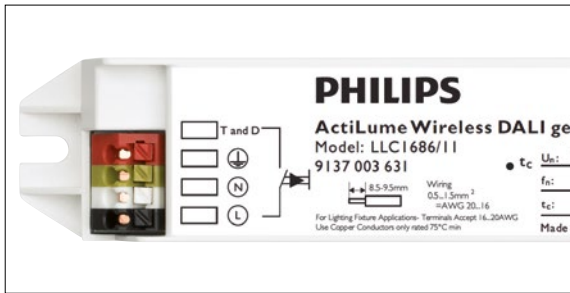 PHILIPS
ActiLume Wireless DALI ge
Model: LLC1686/11
9137 003 631
T and D
N
L
8.5-9.5mm
Wiring
0.5...1.5mm²
=AWG 20...16
For Lighting Fixture Applications- Terminals Accept 16..20AWG
Use Copper Conductors only rated 75°C min
tc
Un:
fn:
tc:
Made